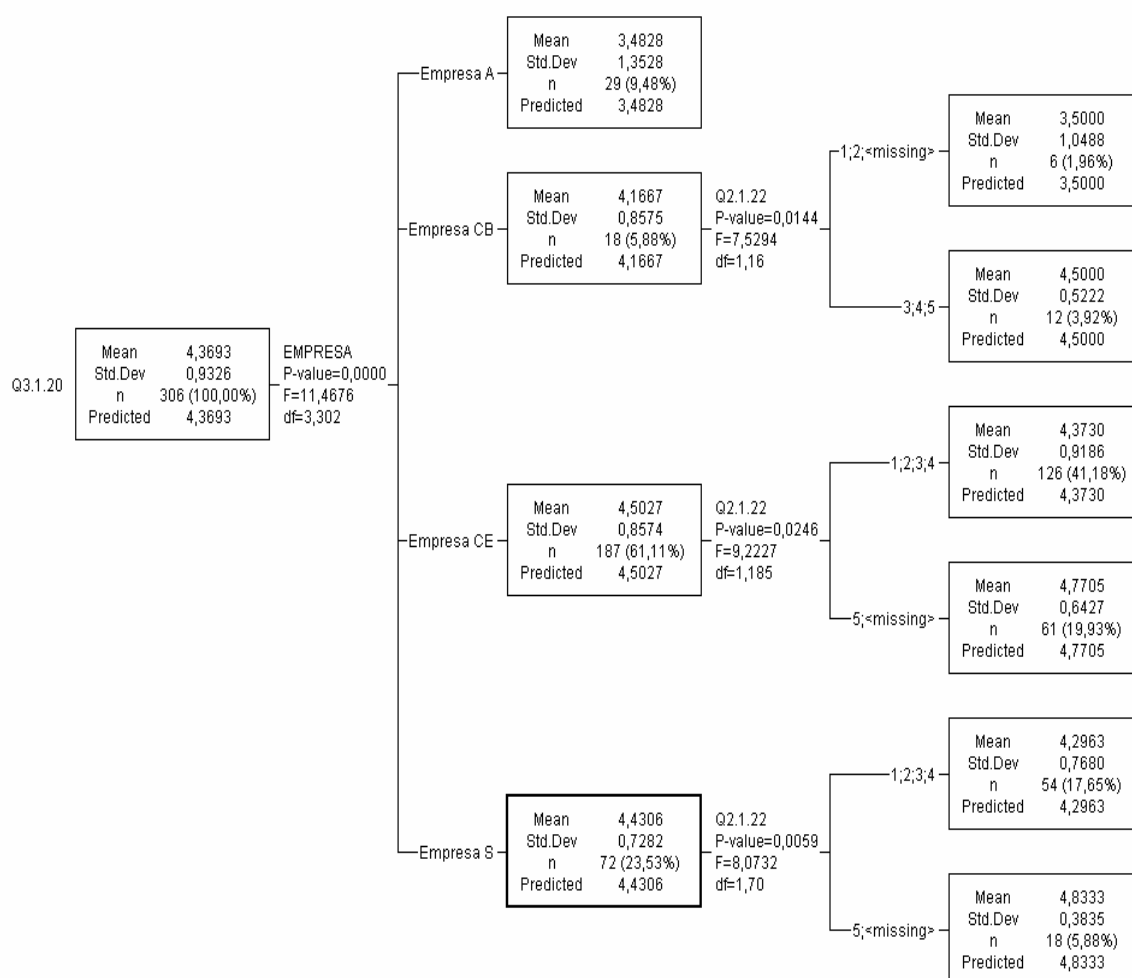 Q3.1.20
Mean 4,3693
Std.Dev 0,9326
n 306 (100,00%)
Predicted 4,3693
EMPRESA
P-value=0,0000
F=11,4676
df=3,302
Empresa A
Mean 3,4828
Std.Dev 1,3528
n 29 (9,48%)
Predicted 3,4828
Empresa CB
Mean 4,1667
Std.Dev 0,8575
n 18 (5,88%)
Predicted 4,1667
Q2.1.22
P-value=0,0144
F=7,5294
df=1,16
1;2;<missing>
Mean 3,5000
Std.Dev 1,0488
n 6 (1,96%)
Predicted 3,5000
3;4;5
Mean 4,5000
Std.Dev 0,5222
n 12 (3,92%)
Predicted 4,5000
Empresa CE
Mean 4,5027
Std.Dev 0,8574
n 187 (61,11%)
Predicted 4,5027
Q2.1.22
P-value=0,0246
F=9,2227
df=1,185
1;2;3;4
Mean 4,3730
Std.Dev 0,9186
n 126 (41,18%)
Predicted 4,3730
5;<missing>
Mean 4,7705
Std.Dev 0,6427
n 61 (19,93%)
Predicted 4,7705
Empresa S
Mean 4,4306
Std.Dev 0,7282
n 72 (23,53%)
Predicted 4,4306
Q2.1.22
P-value=0,0059
F=8,0732
df=1,70
1;2;3;4
Mean 4,2963
Std.Dev 0,7680
n 54 (17,65%)
Predicted 4,2963
5;<missing>
Mean 4,8333
Std.Dev 0,3835
n 18 (5,88%)
Predicted 4,8333